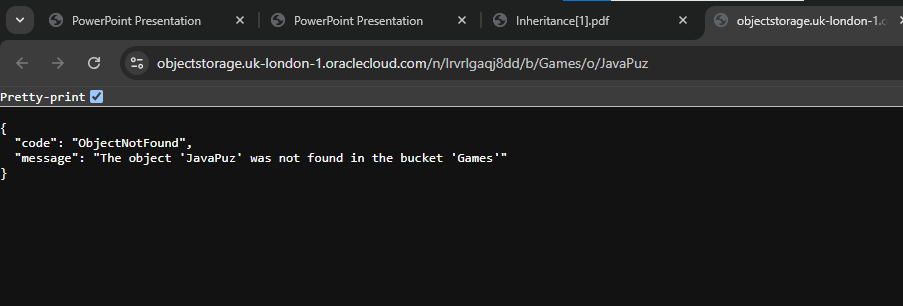 PowerPoint Presentation
PowerPoint Presentation
Inheritance[1].pdf
objectstorage.uk-london-1.o
objectstorage.uk-london-1.oraclecloud.com/n/lrvrlgaqj8dd/b/Games/o/JavaPuz
Pretty-print
{
"code": "ObjectNotFound",
"message": "The object 'JavaPuz' was not found in the bucket 'Games'"
}